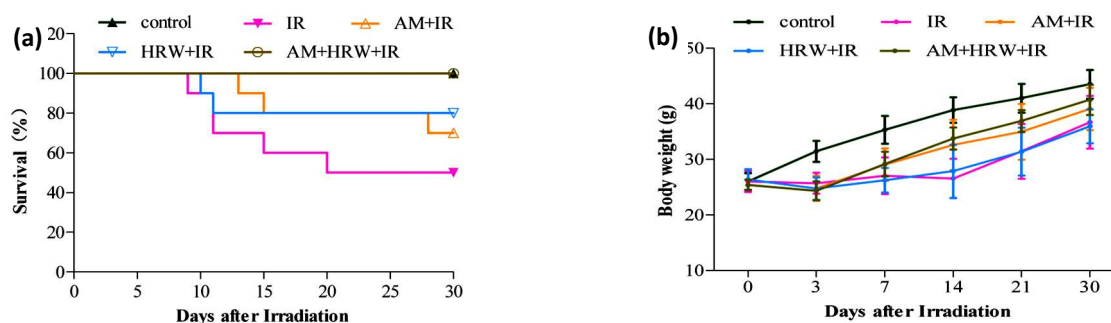 control IR AM+IR
HRW+IR AM+HRW+IR
(a)
20
100
80
60
40
20
0
Survival (%)
0 5 10 15 20 25 30
Days after Irradiation
control IR AM+IR
HRW+IR AM+HRW+IR
(b)
50
40
30
20
10
Body weight (g)
0 3 7 14 21 30
Days after Irradiation